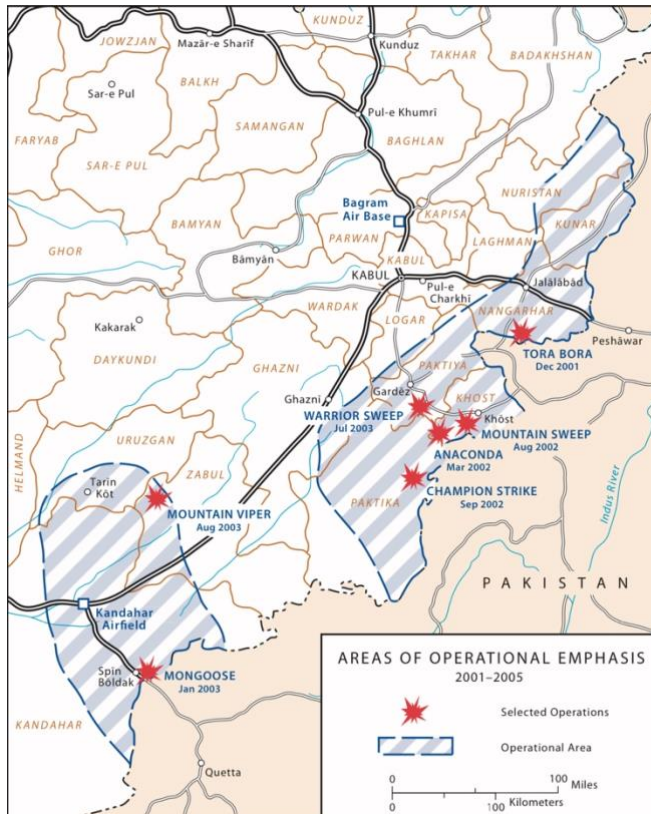 KUNDUZ
JOWZJAN
Mazār-e Sharīf
Kunduz
TAKHAR
BADAKHSHAN
BALKH
Sar-e Pul
Pul-e Khumrī
FARYAB
SAMANGAN
BAGHLAN
SAR-E PUL
NURISTAN
BAMYAN
Bagram
Air Base
KAPISA
KUNAR
PARWAN
LAGHMAN
GHOR
Bāmyān
KABUL
KABUL
Pul-e
Charkhī
Jalālābād
WARDAK
LOGAR
NANGARHAR
Kakarak
Peshāwar
DAYKUNDI
GHAZNI
PAKTIYA
TORA BORA
Dec 2001
Gardēz
Ghazni
KHOST
WARRIOR SWEEP
Jul 2003
Khōst
URUZGAN
MOUNTAIN SWEEP
Aug 2002
HELMAND
ANACONDA
Mar 2002
ZABUL
Tarin
Kōt
CHAMPION STRIKE
Sep 2002
PAKTIKA
Indus River
MOUNTAIN VIPER
Aug 2003
PAKISTAN
Kandahar
Airfield
AREAS OF OPERATIONAL EMPHASIS
2001–2005
Spin
Bōldak
MONGOOSE
Jan 2003
Selected Operations
KANDAHAR
Operational Area
Quetta
0
100
Miles
0
100
Kilometers